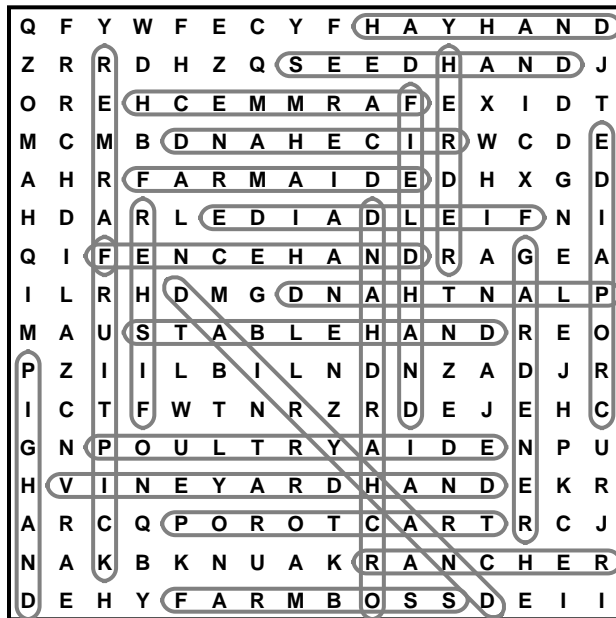 Q F Y W F E C Y F H A Y H A N D
Z R R D H Z Q S E E D H A N D J
O R E H C E M M R A F E X I D T
M C M B D N A H E C I R W C D E
A H R F A R M A I D E D H X G D
H D A R L E D I A D L E I F N I
Q I F E N C E H A N D R A G E A
I L R H D M G D N A H T N A L P
M A U S T A B L E H A N D R E O
P Z I I L B I L N D N Z A D J R
I C T F W T N R Z R D E J E H C
G N P O U L T R Y A I D E N P U
H V I N E Y A R D H A N D E K R
A R C Q P O R O T C A R T R C J
N A K B K N U A K R A N C H E R
D E H Y F A R M B O S S D E I I